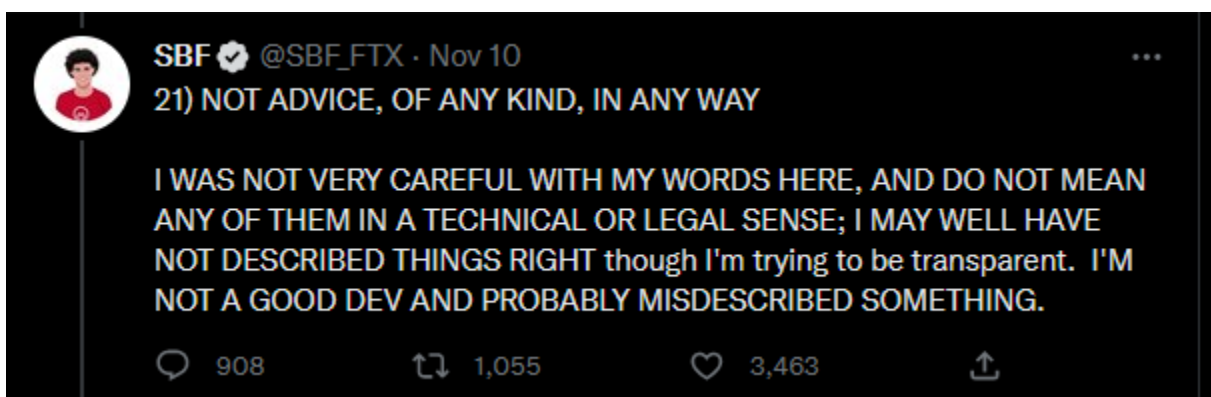 SBF @SBF_FTX · Nov 10
21) NOT ADVICE, OF ANY KIND, IN ANY WAY
I WAS NOT VERY CAREFUL WITH MY WORDS HERE, AND DO NOT MEAN
ANY OF THEM IN A TECHNICAL OR LEGAL SENSE; I MAY WELL HAVE
NOT DESCRIBED THINGS RIGHT though I'm trying to be transparent.  I'M
NOT A GOOD DEV AND PROBABLY MISDESCRIBED SOMETHING.
908 1,055 3,463